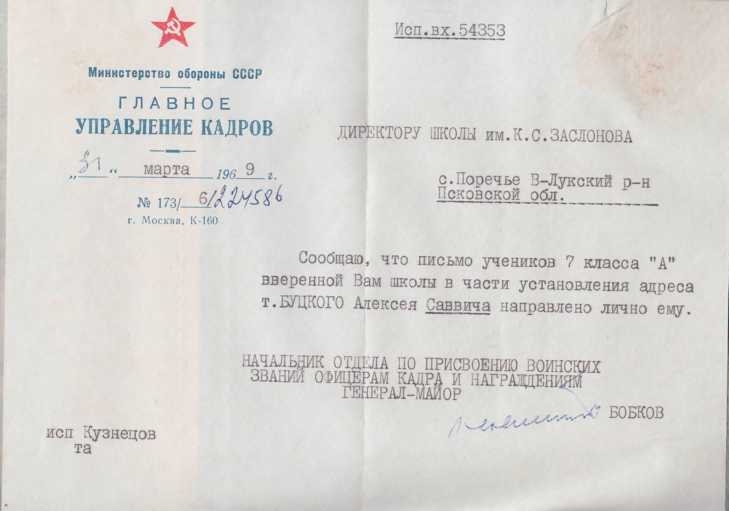 Исп.вх.54353
Министерство обороны СССР
ГЛАВНОЕ
УПРАВЛЕНИЕ КАДРОВ
„31“ марта 1969 г.
№ 173/6/224586
г. Москва, К-160
ДИРЕКТОРУ ШКОЛЫ им.К.С.ЗАСЛОНОВА
с.Поречье В-Лукский р-н
Псковской обл.
Сообщаю, что письмо учеников 7 класса "А"
вверенной Вам школы в части установления адреса
т.БУЦКОГО Алексея Саввича направлено лично ему.
НАЧАЛЬНИК ОТДЕЛА ПО ПРИСВОЕНИЮ ВОИНСКИХ
ЗВАНИЙ ОФИЦЕРАМ КАДРА И НАГРАЖДЕНИЯМ
ГЕНЕРАЛ-МАЙОР
БОБКОВ
исп Кузнецов
та